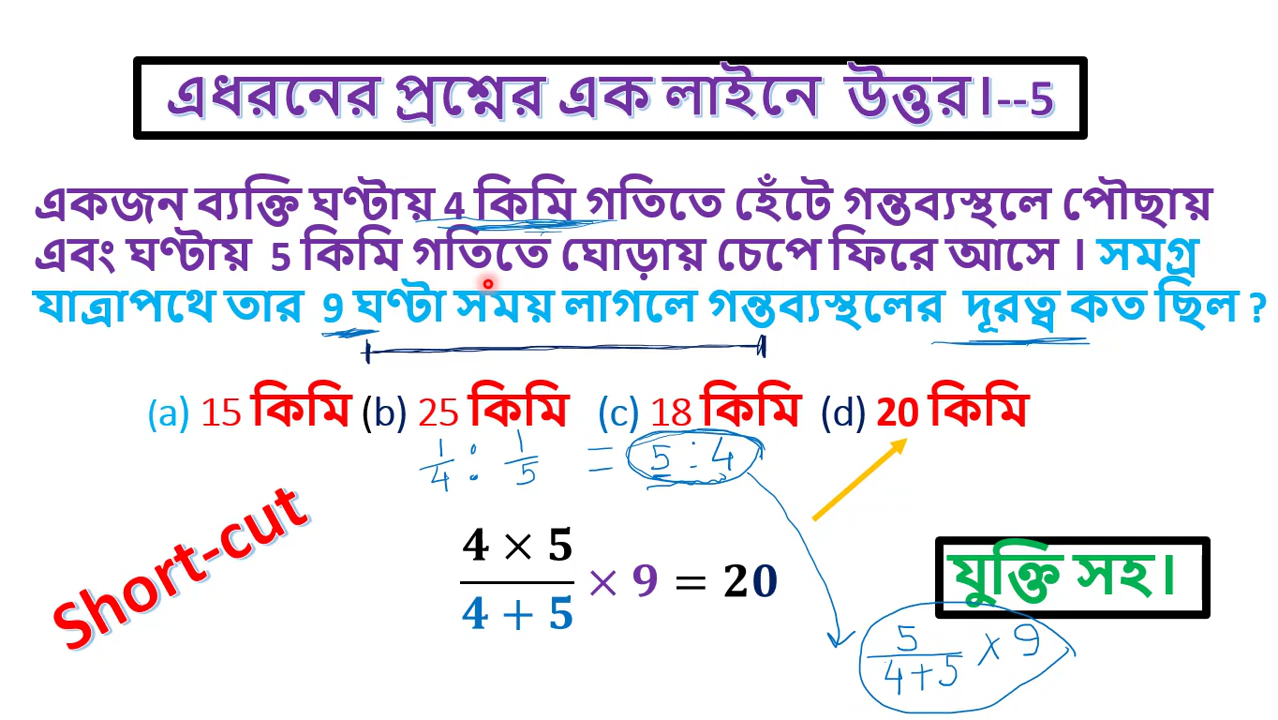 এধরনের প্রশ্নের এক লাইনে উত্তর।--5
একজন ব্যক্তি ঘণ্টায় 4 কিমি গতিতে হেঁটে গন্তব্যস্থলে পৌছায়
এবং ঘণ্টায় 5 কিমি গতিতে ঘোড়ায় চেপে ফিরে আসে । সমগ্র
যাত্রাপথে তার 9 ঘণ্টা সময় লাগলে গন্তব্যস্থলের দূরত্ব কত ছিল ?
(a) 15 কিমি (b) 25 কিমি (c) 18 কিমি (d) 20 কিমি
1/4 : 1/5 = 5 : 4
Short-cut
4 × 5 / 4 + 5 × 9 = 20
যুক্তি সহ।
5 / 4+5 × 9